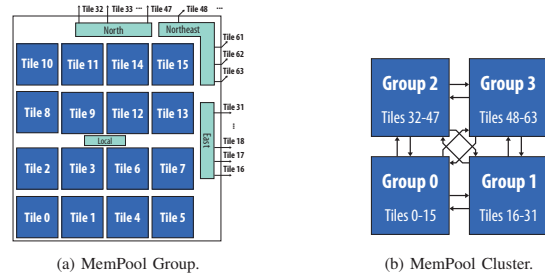 Tile 32 Tile 33 ... Tile 47 ... Tile 48
North Northeast
Tile 61
Tile 62
Tile 63
Tile 10 Tile 11 Tile 14 Tile 15
Tile 8 Tile 9 Tile 12 Tile 13
Local
East
Tile 31
...
Tile 18
Tile 17
Tile 16
Tile 2 Tile 3 Tile 6 Tile 7
Tile 0 Tile 1 Tile 4 Tile 5
(a) MemPool Group.
Group 2 Group 3
Tiles 32-47 Tiles 48-63
Group 0 Group 1
Tiles 0-15 Tiles 16-31
(b) MemPool Cluster.